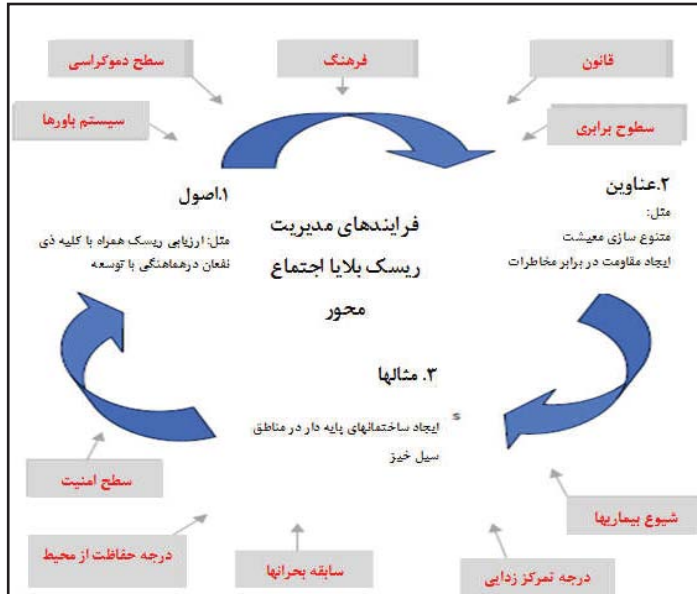 قانون
فرهنگ
سطح دموکراسی
سطوح برابری
سیستم باورها
۱.اصول
مثل: ارزیابی ریسک همراه با کلیه ذی
نفعان درهماهنگی با توسعه
فرایندهای مدیریت
ریسک بلایا اجتماع
محور
۲.عناوین
مثل:
متنوع سازی معیشت
ایجاد مقاومت در برابر مخاطرات
۳. مثالها
s
ایجاد ساختمانهای پایه دار در مناطق
سیل خیز
سطح امنیت
شیوع بیماریها
درجه حفاظت از محیط
سابقه بحرانها
درجه تمرکز زدایی